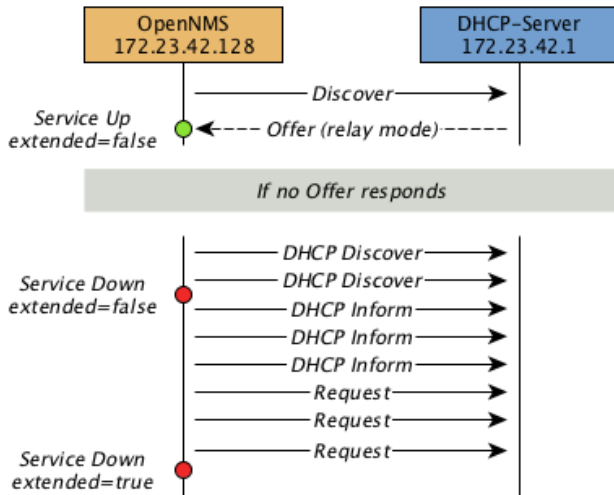 OpenNMS
172.23.42.128
DHCP-Server
172.23.42.1
Discover
Service Up
extended=false
Offer (relay mode)
If no Offer responds
DHCP Discover
DHCP Discover
Service Down
extended=false
DHCP Inform
DHCP Inform
DHCP Inform
Request
Request
Request
Service Down
extended=true